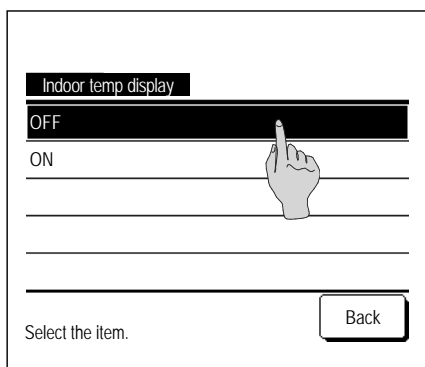 Indoor temp display
OFF
ON
Select the item.
Back